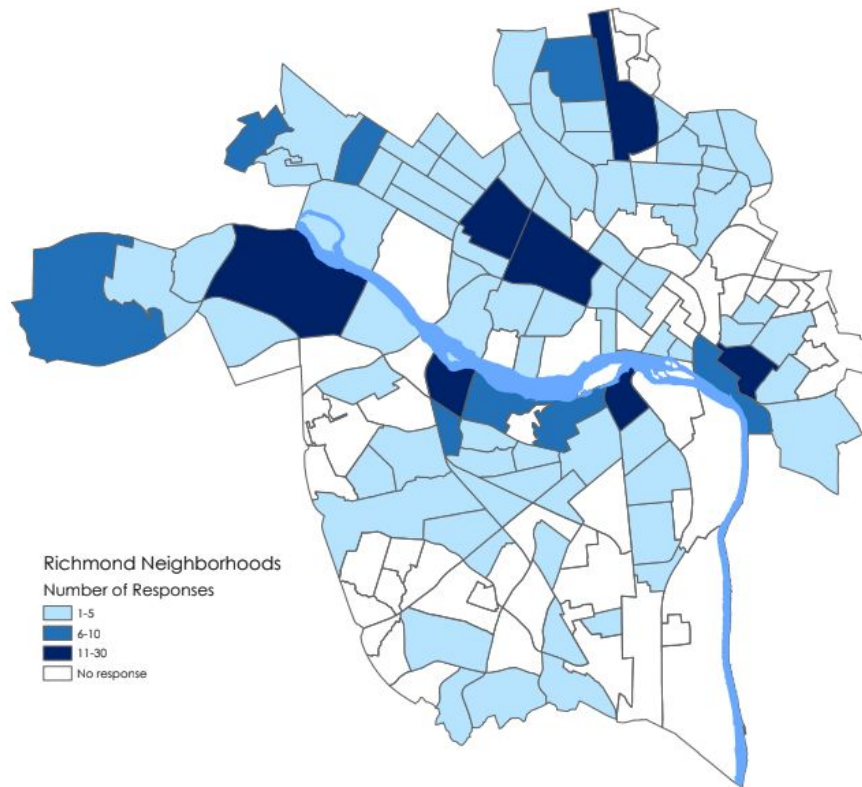 Richmond Neighborhoods
Number of Responses
1-5
6-10
11-30
No response